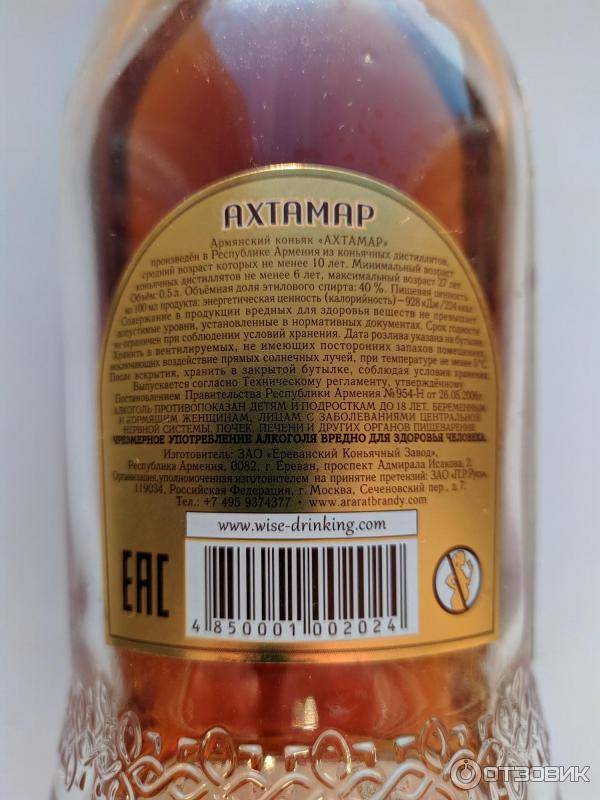 АХТАМАР
Армянский коньяк «АХТАМАР»
произведён в Республике Армения из коньячных дистиллятов,
средний возраст которых не менее 10 лет. Минимальный возраст
коньячных дистиллятов не менее 6 лет, максимальный возраст 27 лет.
Объём: 0,5 л. Объёмная доля этилового спирта: 40 %. Пищевая ценность
на 100 мл продукта: энергетическая ценность (калорийность) – 928 кДж/224 ккал.
Содержание в продукции вредных для здоровья веществ не превышает
допустимые уровни, установленные в нормативных документах. Срок годности
не ограничен при соблюдении условий хранения. Дата розлива указана на бутылке.
Хранить в вентилируемых, не имеющих посторонних запахов помещениях,
исключающих воздействие прямых солнечных лучей, при температуре не менее 5°С.
После вскрытия, хранить в закрытой бутылке, соблюдая условия хранения.
Выпускается согласно Техническому регламенту, утверждённому
Постановлением Правительства Республики Армения №954-Н от 26.05.2006г.
АЛКОГОЛЬ ПРОТИВОПОКАЗАН ДЕТЯМ И ПОДРОСТКАМ ДО 18 ЛЕТ, БЕРЕМЕННЫМ
И КОРМЯЩИМ ЖЕНЩИНАМ, ЛИЦАМ С ЗАБОЛЕВАНИЯМИ ЦЕНТРАЛЬНОЙ
НЕРВНОЙ СИСТЕМЫ, ПОЧЕК, ПЕЧЕНИ И ДРУГИХ ОРГАНОВ ПИЩЕВАРЕНИЯ.
ЧРЕЗМЕРНОЕ УПОТРЕБЛЕНИЕ АЛКОГОЛЯ ВРЕДНО ДЛЯ ЗДОРОВЬЯ ЧЕЛОВЕКА.
Изготовитель: ЗАО «Ереванский Коньячный Завод».
Республика Армения, 0082, г. Ереван, проспект Адмирала Исакова, 2.
Организация, уполномоченная изготовителем на принятие претензий: ЗАО «П.Р.Русь».
119034, Российская Федерация, г. Москва, Сеченовский пер., д. 7.
Тел.: +7 495 9374377 · www.araratbrandy.com
www.wise-drinking.com
EAC
4 850001 002024
ОТЗОВИК